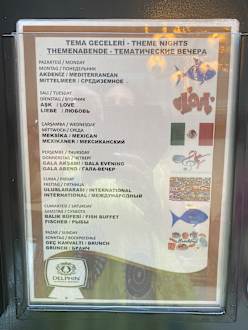 TEMA GECELERİ - THEME NIGHTS
THEMENABENDE - ТЕМАТИЧЕСКИЕ ВЕЧЕРА
PAZARTESİ / MONDAY
MONTAG / ПОНЕДЕЛЬНИК
AKDENİZ / MEDITERRANEAN
MITTELMEER / СРЕДИЗЕМНОЕ
SALI / TUESDAY
DIENSTAG / ВТОРНИК
AŞK / LOVE
LIEBE / ЛЮБОВЬ
ÇARŞAMBA / WEDNESDAY
MITTWOCH / СРЕДА
MEKSİKA / MEXICAN
MEXIKANER / МЕКСИКАНСКИЙ
PERŞEMBE / THURSDAY
DONNERSTAG / ЧЕТВЕРГ
GALA AKŞAMI / GALA EVENING
GALA ABEND / ГАЛА-ВЕЧЕР
CUMA / FRIDAY
FREITAG / ПЯТНИЦА
ULUSLARARASI / INTERNATIONAL
INTERNATIONAL / МЕЖДУНАРОДНЫЙ
CUMARTESİ / SATURDAY
SAMSTAG / СУББОТА
BALIK BÜFESİ / FISH BUFFET
FISCHER / РЫБЫ
PAZAR / SUNDAY
SONNTAG / ВОСКРЕСЕНЬЕ
GEÇ KAHVALTI / BRUNCH
BRUNCH / БРАНЧ
DELPHIN